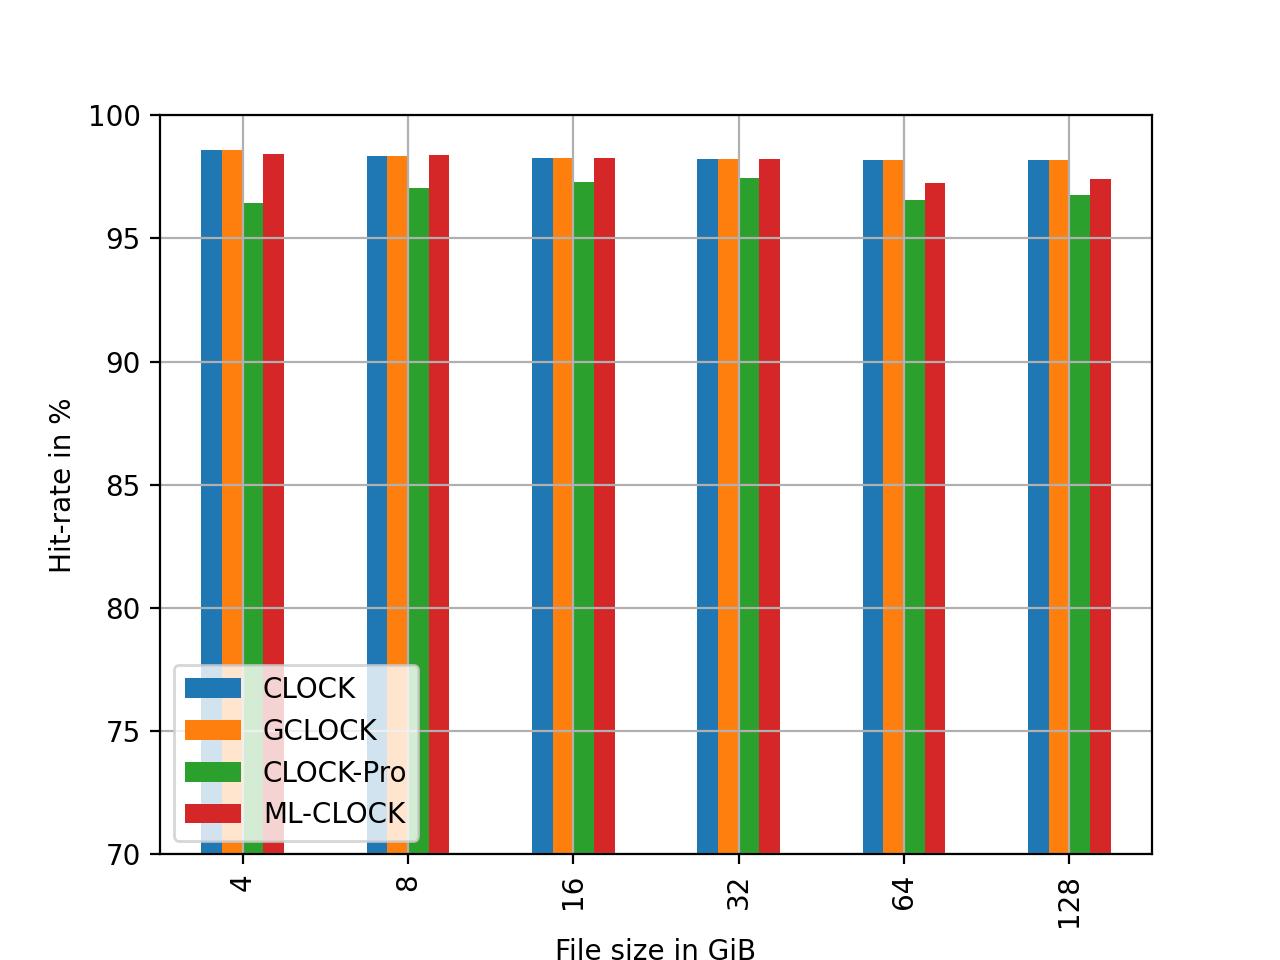 100
95
90
85
80
75
70
Hit-rate in %
CLOCK
GCLOCK
CLOCK-Pro
ML-CLOCK
4
8
16
32
64
128
File size in GiB